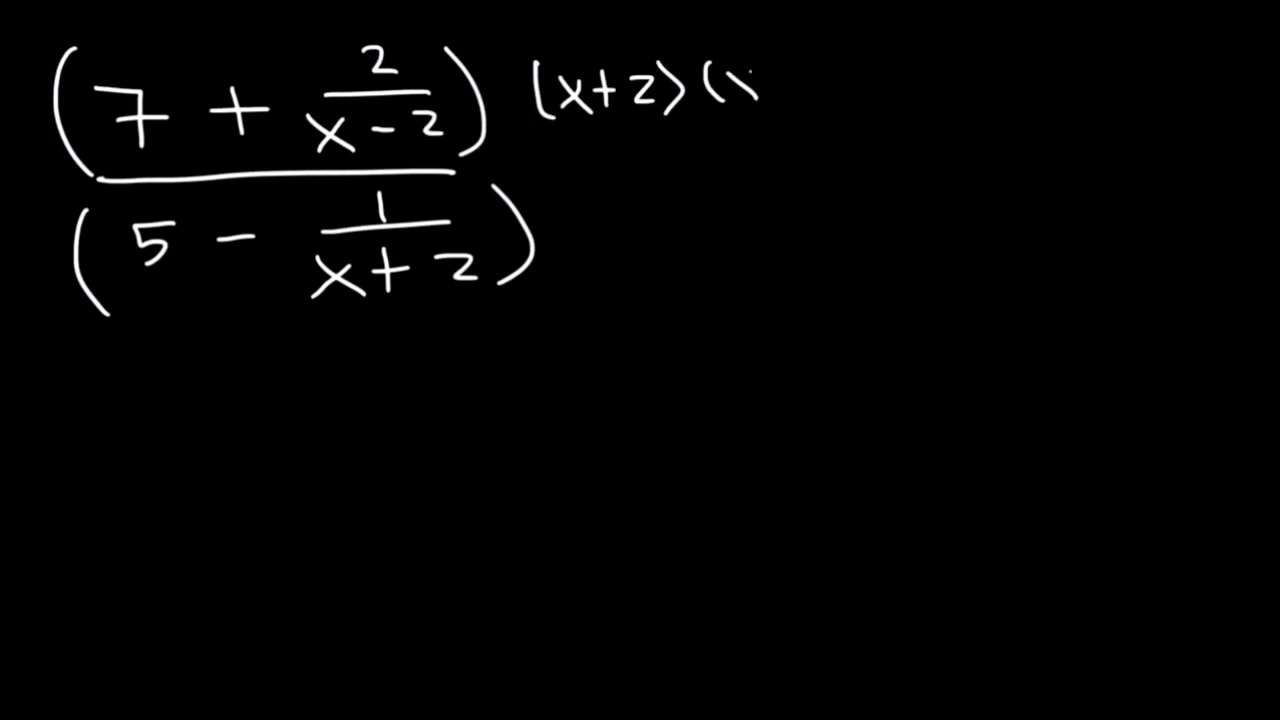 (7 + 2/(x-2)) (x+2)(x
(5 - 1/(x+2))